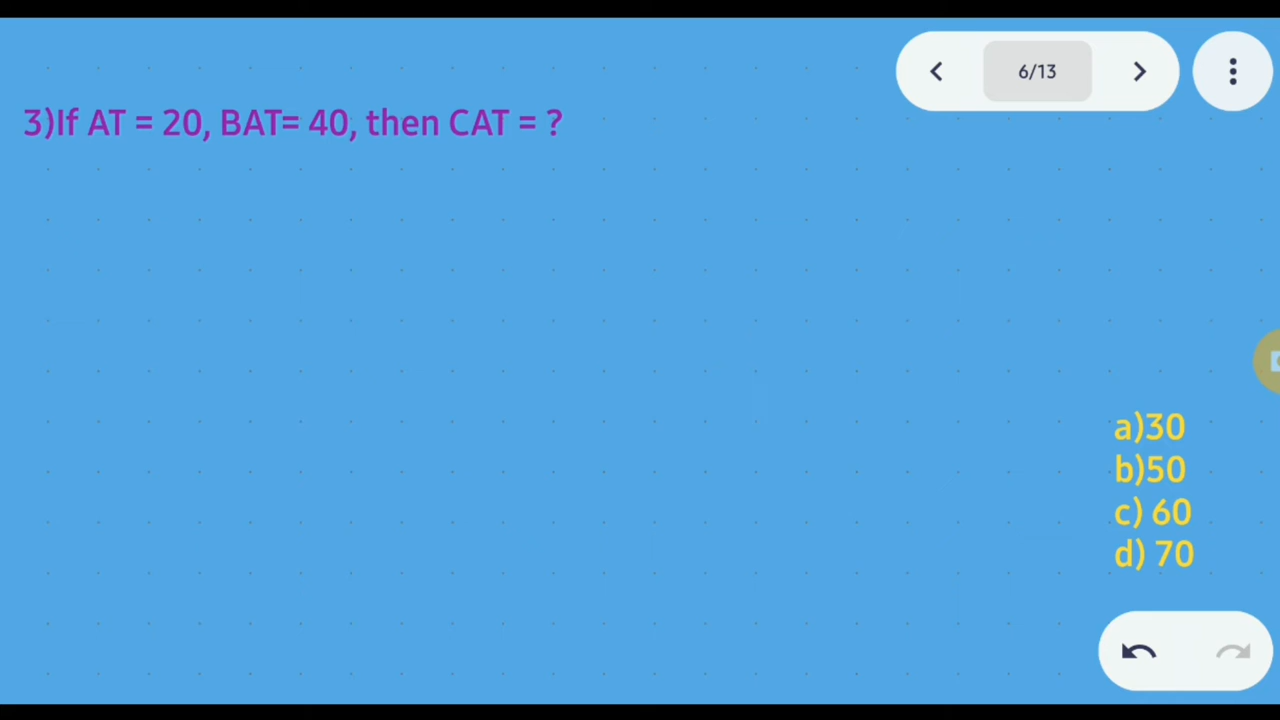 6/13
3)If AT = 20, BAT= 40, then CAT = ?
a)30
b)50
c) 60
d) 70